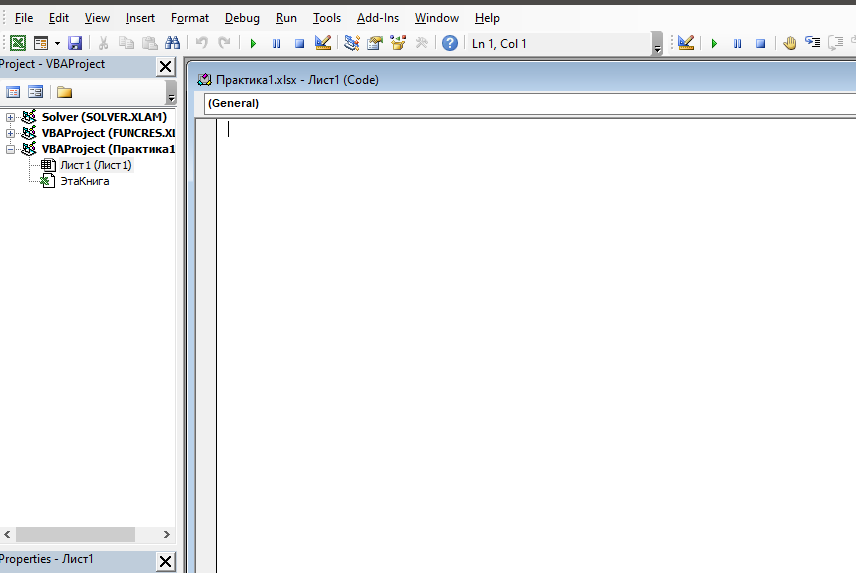 File Edit View Insert Format Debug Run Tools Add-Ins Window Help
Ln 1, Col 1
Project - VBAProject
Практика1.xlsx - Лист1 (Code)
(General)
Solver (SOLVER.XLAM)
VBAProject (FUNCRES.XL
VBAProject (Практика1
Лист1 (Лист1)
ЭтаКнига
Properties - Лист1